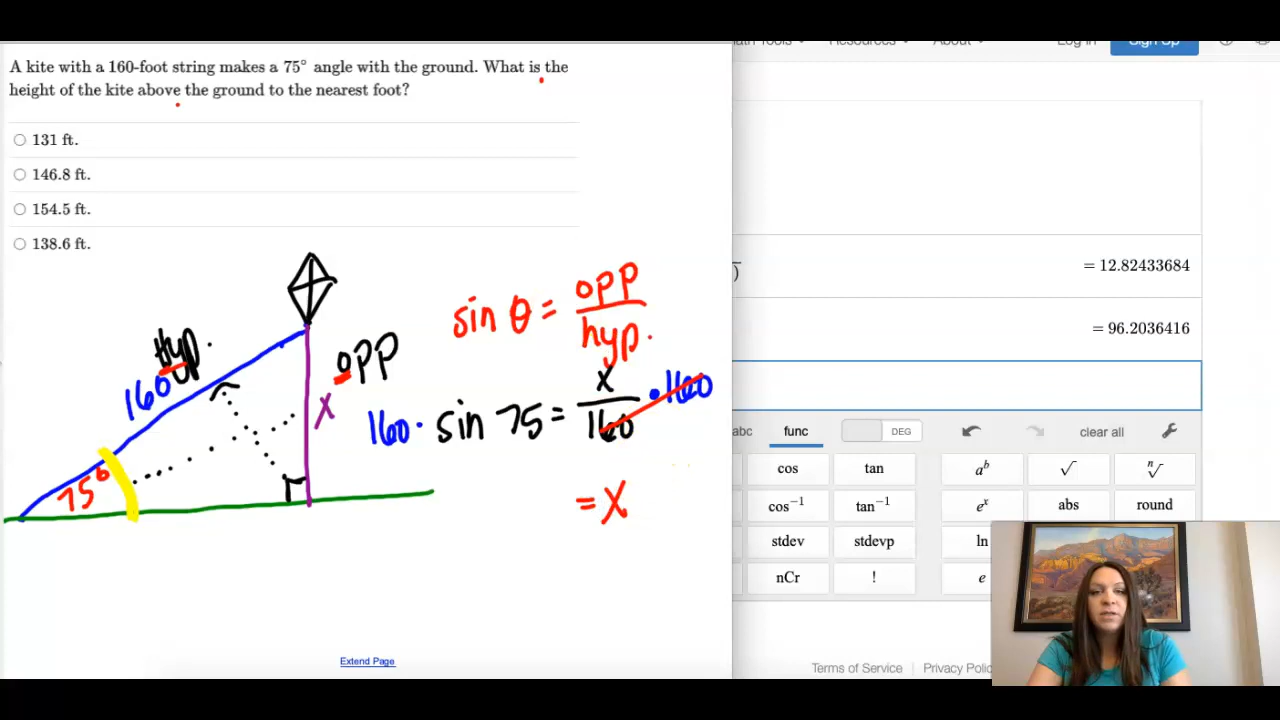 ath Tools Resources About Log In Sign Up
A kite with a 160-foot string makes a 75° angle with the ground. What is the
height of the kite above the ground to the nearest foot?
131 ft.
146.8 ft.
154.5 ft.
138.6 ft.
= 12.82433684
= 96.2036416
)
sin θ = opp
hyp.
Hyp.
opp
160
x
160 · sin 75 = x
160
· 160
75°
= X
abc func DEG clear all
cos tan a^b √ ⁿ√
cos⁻¹ tan⁻¹ e^x abs round
stdev stdevp ln
nCr ! e
Extend Page
Terms of Service Privacy Polic